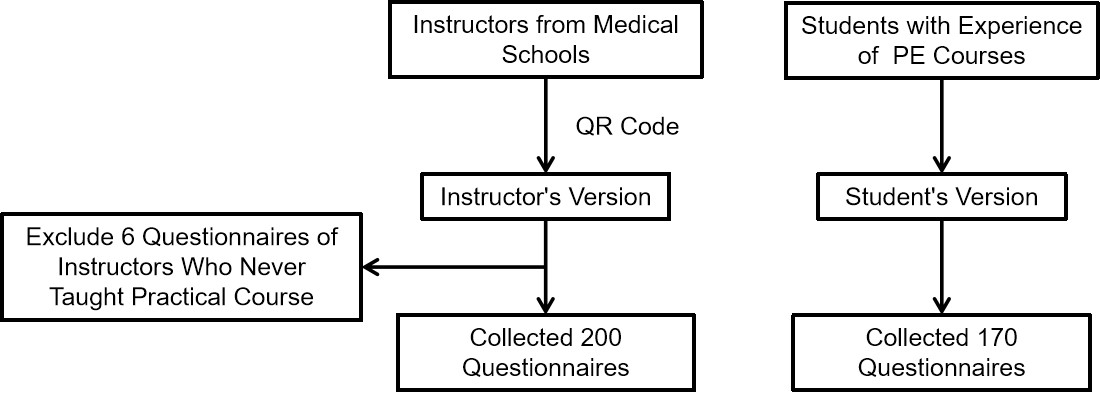 Instructors from Medical
Schools
Students with Experience
of PE Courses
QR Code
Instructor's Version
Student's Version
Exclude 6 Questionnaires of
Instructors Who Never
Taught Practical Course
Collected 200
Questionnaires
Collected 170
Questionnaires